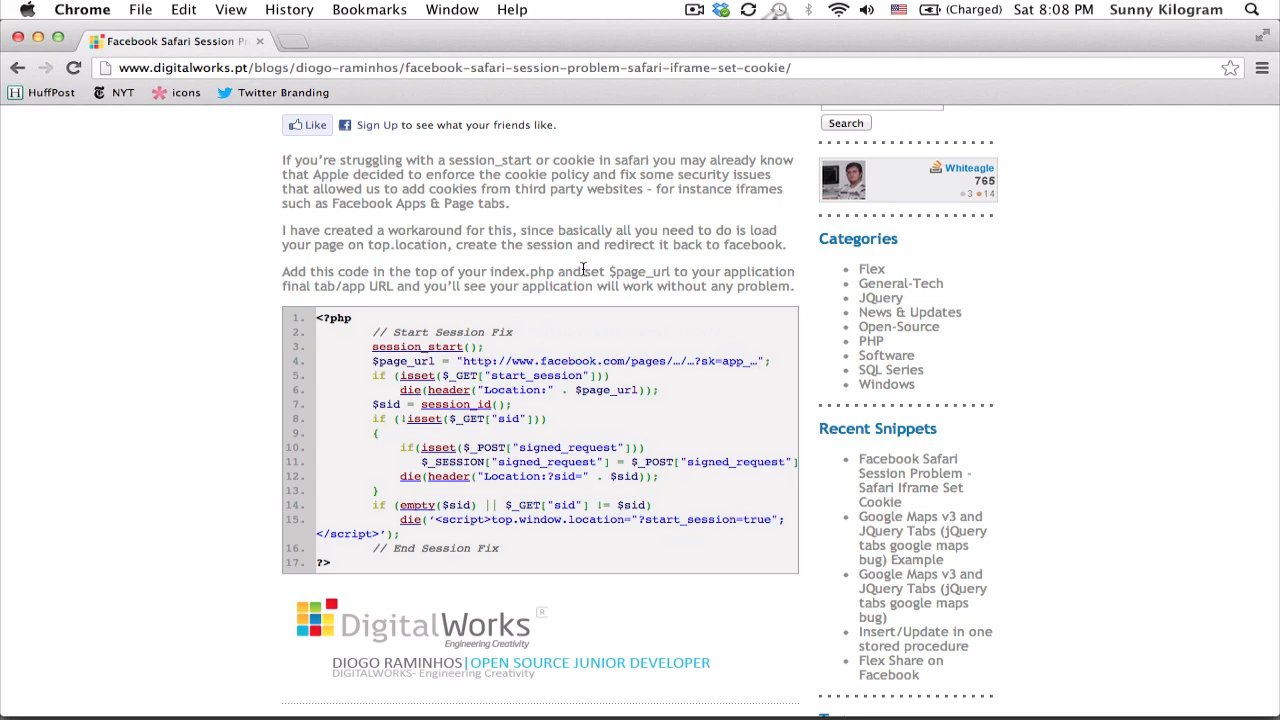 Chrome File Edit View History Bookmarks Window Help (Charged) Sat 8:08 PM Sunny Kilogram
Facebook Safari Session Pr
www.digitalworks.pt/blogs/diogo-raminhos/facebook-safari-session-problem-safari-iframe-set-cookie/
H HuffPost NYT icons Twitter Branding
Like Sign Up to see what your friends like.
If you're struggling with a session_start or cookie in safari you may already know
that Apple decided to enforce the cookie policy and fix some security issues
that allowed us to add cookies from third party websites – for instance iframes
such as Facebook Apps & Page tabs.
I have created a workaround for this, since basically all you need to do is load
your page on top.location, create the session and redirect it back to facebook.
Add this code in the top of your index.php and set $page_url to your application
final tab/app URL and you'll see your application will work without any problem.
1. <?php
2. // Start Session Fix
3. session_start();
4. $page_url = "http://www.facebook.com/pages/…/…?sk=app_…";
5. if (isset($_GET["start_session"]))
6. die(header("Location:" . $page_url));
7. $sid = session_id();
8. if (!isset($_GET["sid"]))
9. {
10. if(isset($_POST["signed_request"]))
11. $_SESSION["signed_request"] = $_POST["signed_request"]
12. die(header("Location:?sid=" . $sid));
13. }
14. if (empty($sid) || $_GET["sid"] != $sid)
15. die('<script>top.window.location="?start_session=true";
</script>');
16. // End Session Fix
17. ?>
DigitalWorks R
Engineering Creativity
DIOGO RAMINHOS|OPEN SOURCE JUNIOR DEVELOPER
DIGITALWORKS- Engineering Creativity
Search
Whiteagle
765
3 14
Categories
Flex
General-Tech
JQuery
News & Updates
Open-Source
PHP
Software
SQL Series
Windows
Recent Snippets
Facebook Safari
Session Problem -
Safari Iframe Set
Cookie
Google Maps v3 and
JQuery Tabs (jQuery
tabs google maps
bug) Example
Google Maps v3 and
JQuery Tabs (jQuery
tabs google maps
bug)
Insert/Update in one
stored procedure
Flex Share on
Facebook